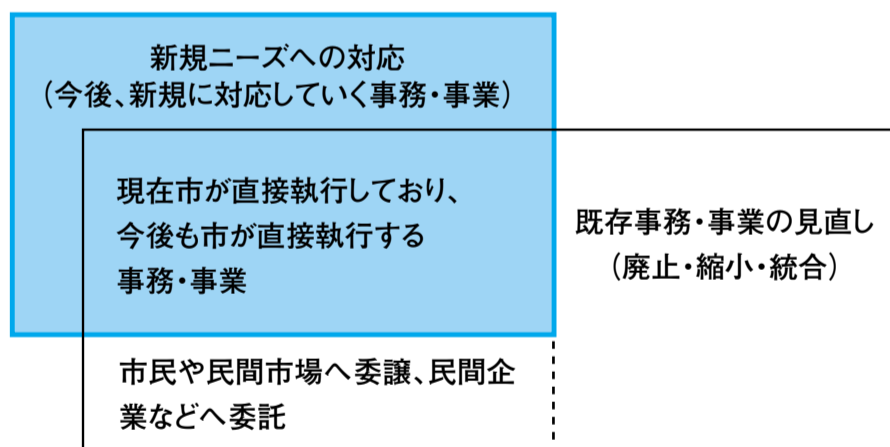 新規ニーズへの対応
（今後、新規に対応していく事務・事業）
現在市が直接執行しており、
今後も市が直接執行する
事務・事業
既存事務・事業の見直し
（廃止・縮小・統合）
市民や民間市場へ委譲、民間企
業などへ委託